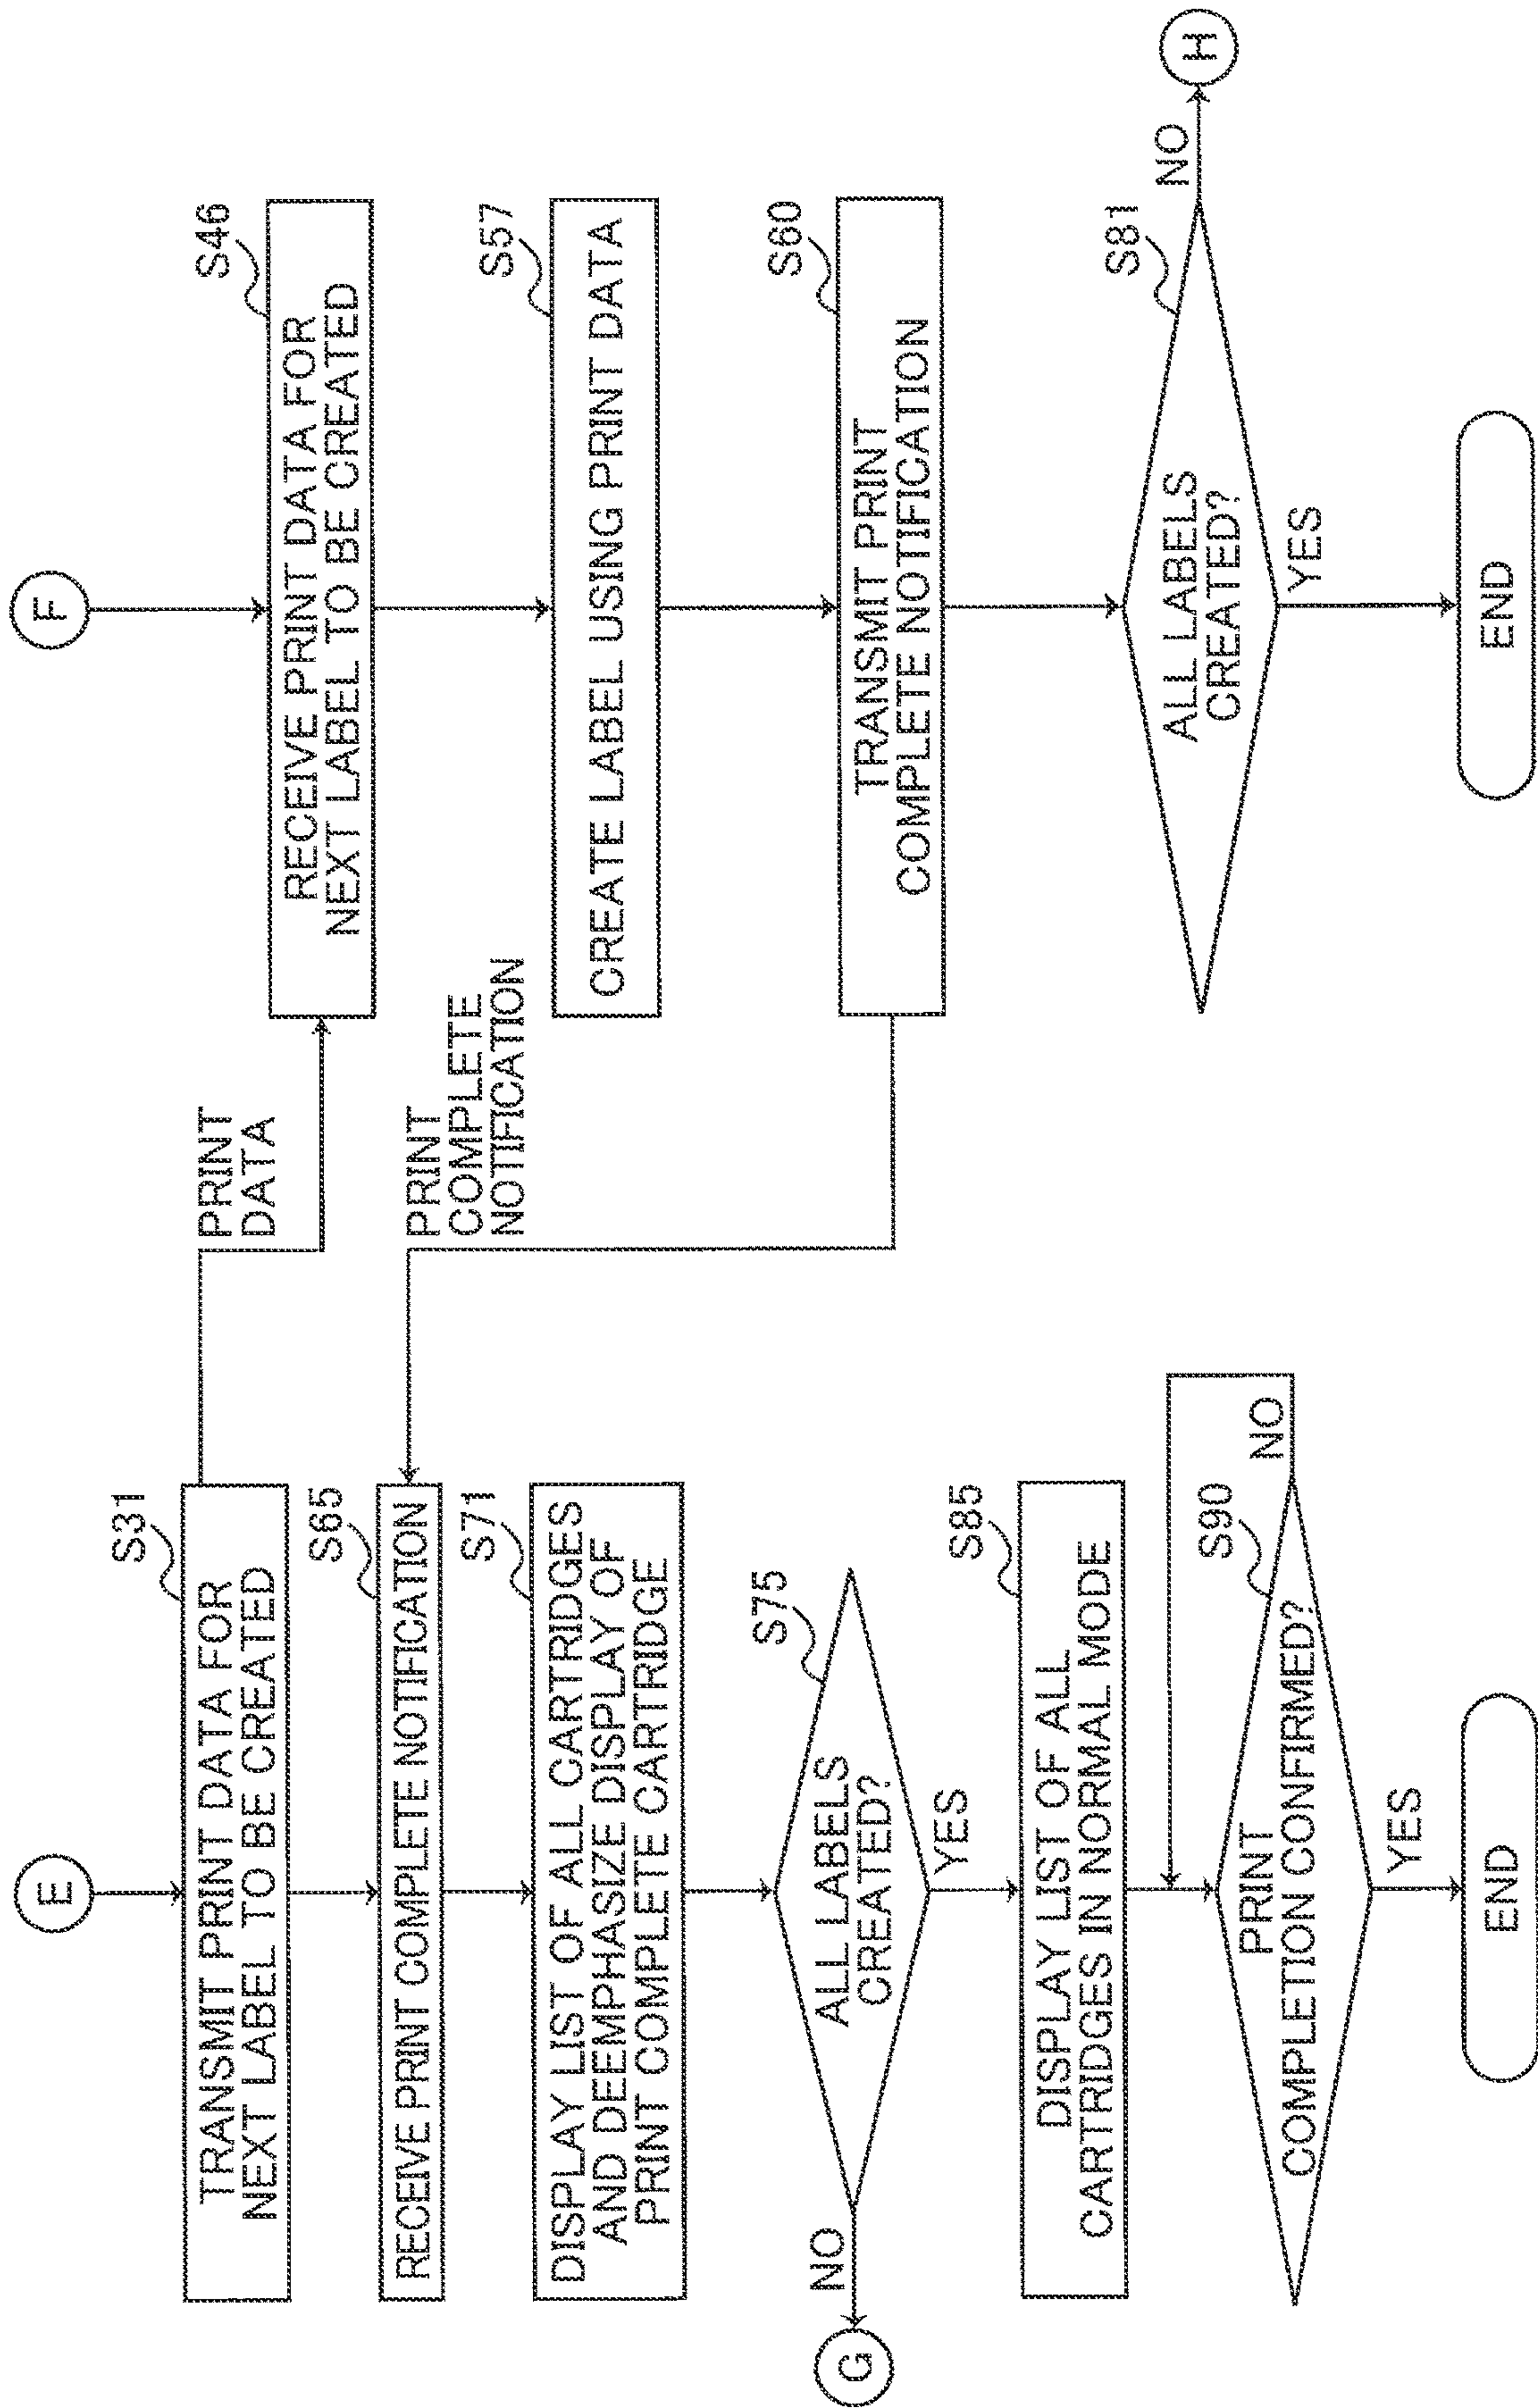 E
S31
TRANSMIT PRINT DATA FOR
NEXT LABEL TO BE CREATED
PRINT
DATA
S65
RECEIVE PRINT COMPLETE NOTIFICATION
PRINT
COMPLETE
NOTIFICATION
S71
DISPLAY LIST OF ALL CARTRIDGES
AND DEEMPHASIZE DISPLAY OF
PRINT COMPLETE CARTRIDGE
S75
ALL LABELS
CREATED?
NO
G
YES
S85
DISPLAY LIST OF ALL
CARTRIDGES IN NORMAL MODE
S90
PRINT
COMPLETION CONFIRMED?
NO
YES
END
F
S46
RECEIVE PRINT DATA FOR
NEXT LABEL TO BE CREATED
S57
CREATE LABEL USING PRINT DATA
S60
TRANSMIT PRINT
COMPLETE NOTIFICATION
S81
ALL LABELS
CREATED?
NO
H
YES
END